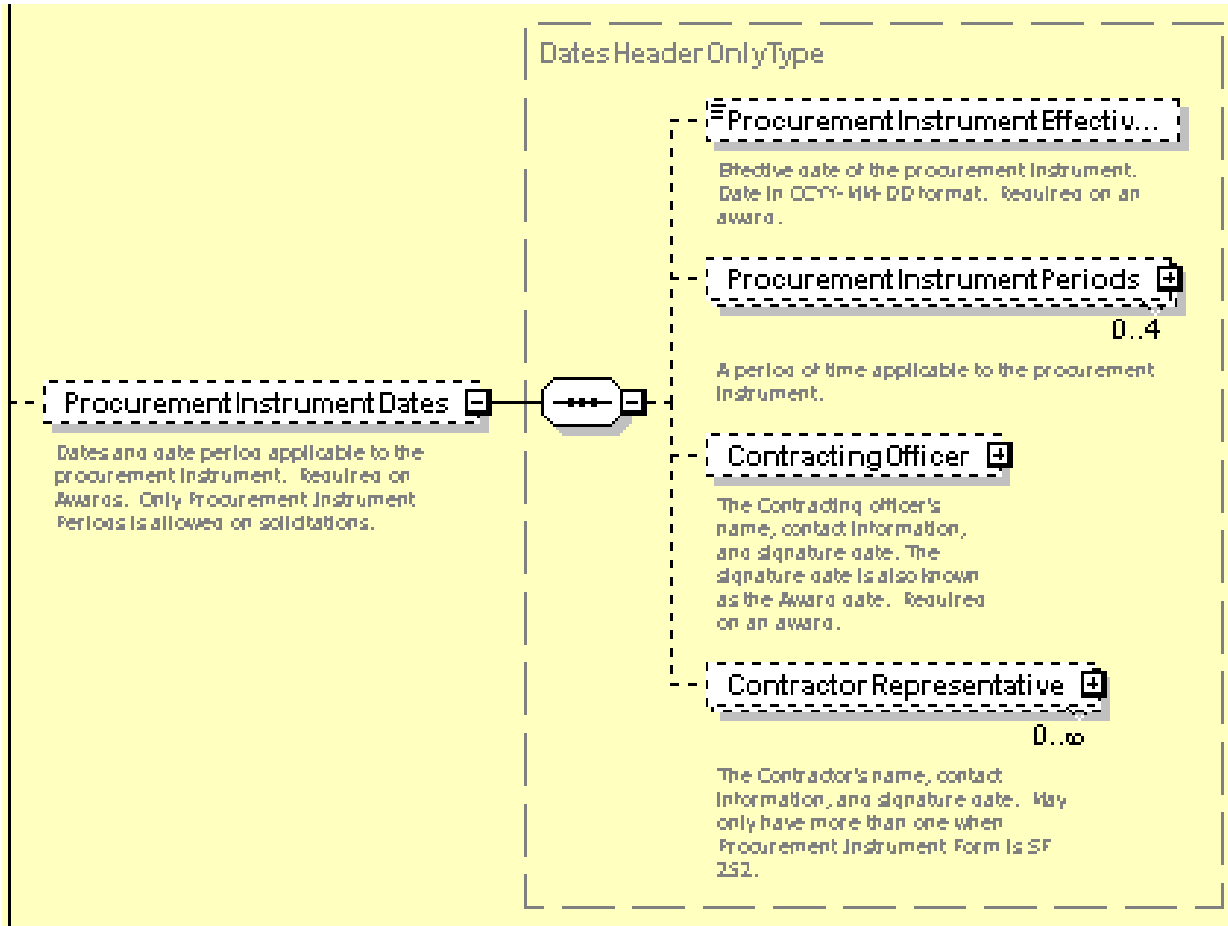 DatesHeaderOnlyType
ProcurementInstrumentEffectiv...
Effective date of the procurement instrument.
Date in CCYY-MM-DD format.  Required on an
award.
ProcurementInstrumentPeriods
0..4
A period of time applicable to the procurement
instrument.
ProcurementInstrumentDates
Dates and date period applicable to the
procurement instrument.  Required on
Awards.  Only Procurement Instrument
Periods is allowed on solicitations.
ContractingOfficer
The Contracting officer's
name, contact information,
and signature date. The
signature date is also known
as the Award date.  Required
on an award.
ContractorRepresentative
0..∞
The Contractor's name, contact
information, and signature date.  May
only have more than one when
Procurement Instrument Form is SF
252.